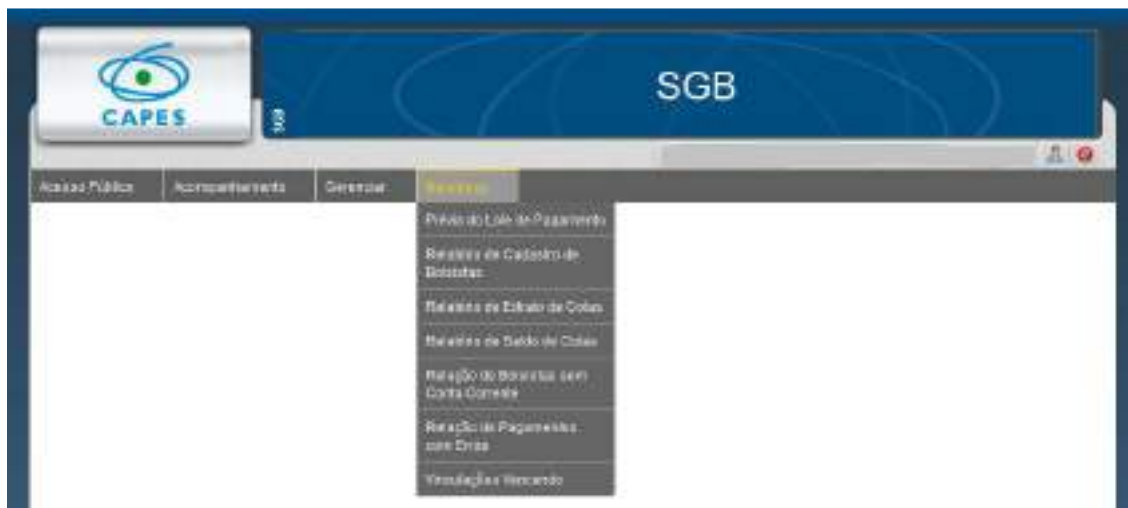 CAPES
SGB
SGB
Acesso Público
Acompanhamento
Gerenciar
Relatórios
Prévia do Lote de Pagamento
Relatório de Cadastro de
Bolsistas
Relatório de Extrato de Cotas
Relatório de Saldo de Cotas
Relação de Bolsistas sem
Conta Corrente
Relação de Pagamentos
com Erros
Vinculações Vencendo